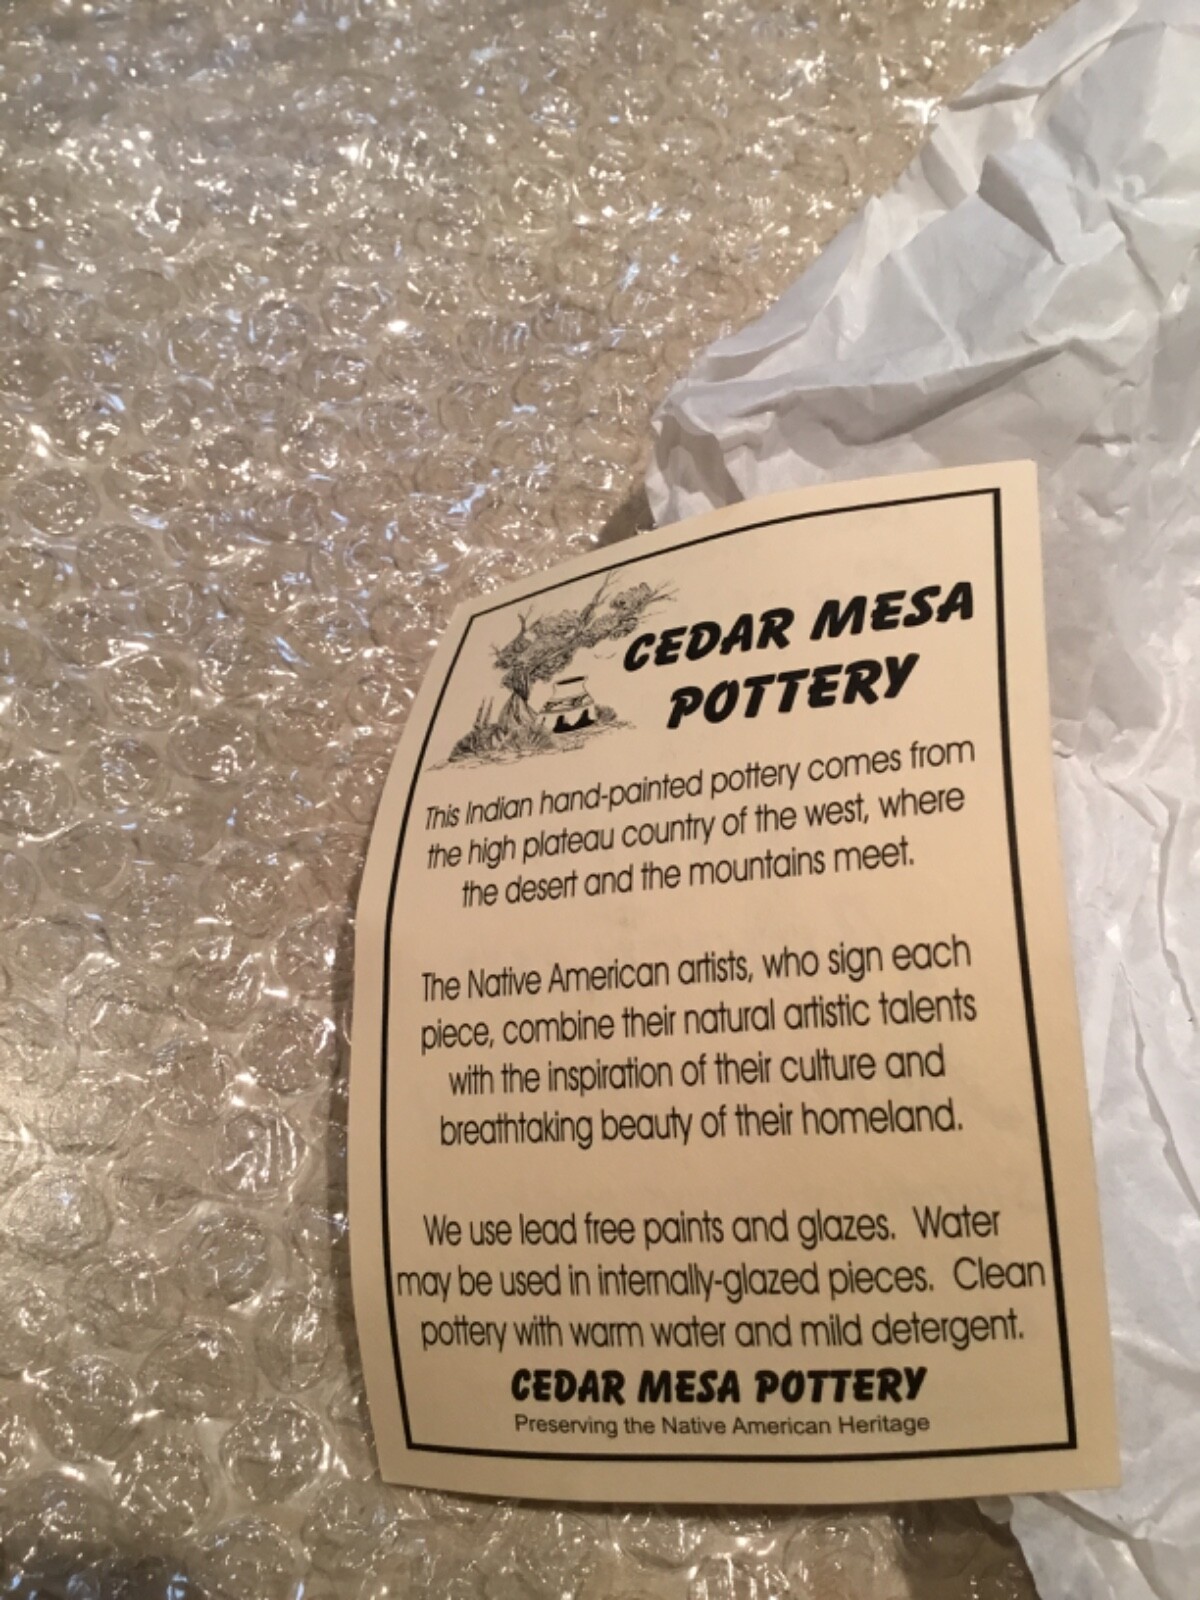 CEDAR MESA
POTTERY
This Indian hand-painted pottery comes from
the high plateau country of the west, where
the desert and the mountains meet.
The Native American artists, who sign each
piece, combine their natural artistic talents
with the inspiration of their culture and
breathtaking beauty of their homeland.
We use lead free paints and glazes. Water
may be used in internally-glazed pieces. Clean
pottery with warm water and mild detergent.
CEDAR MESA POTTERY
Preserving the Native American Heritage